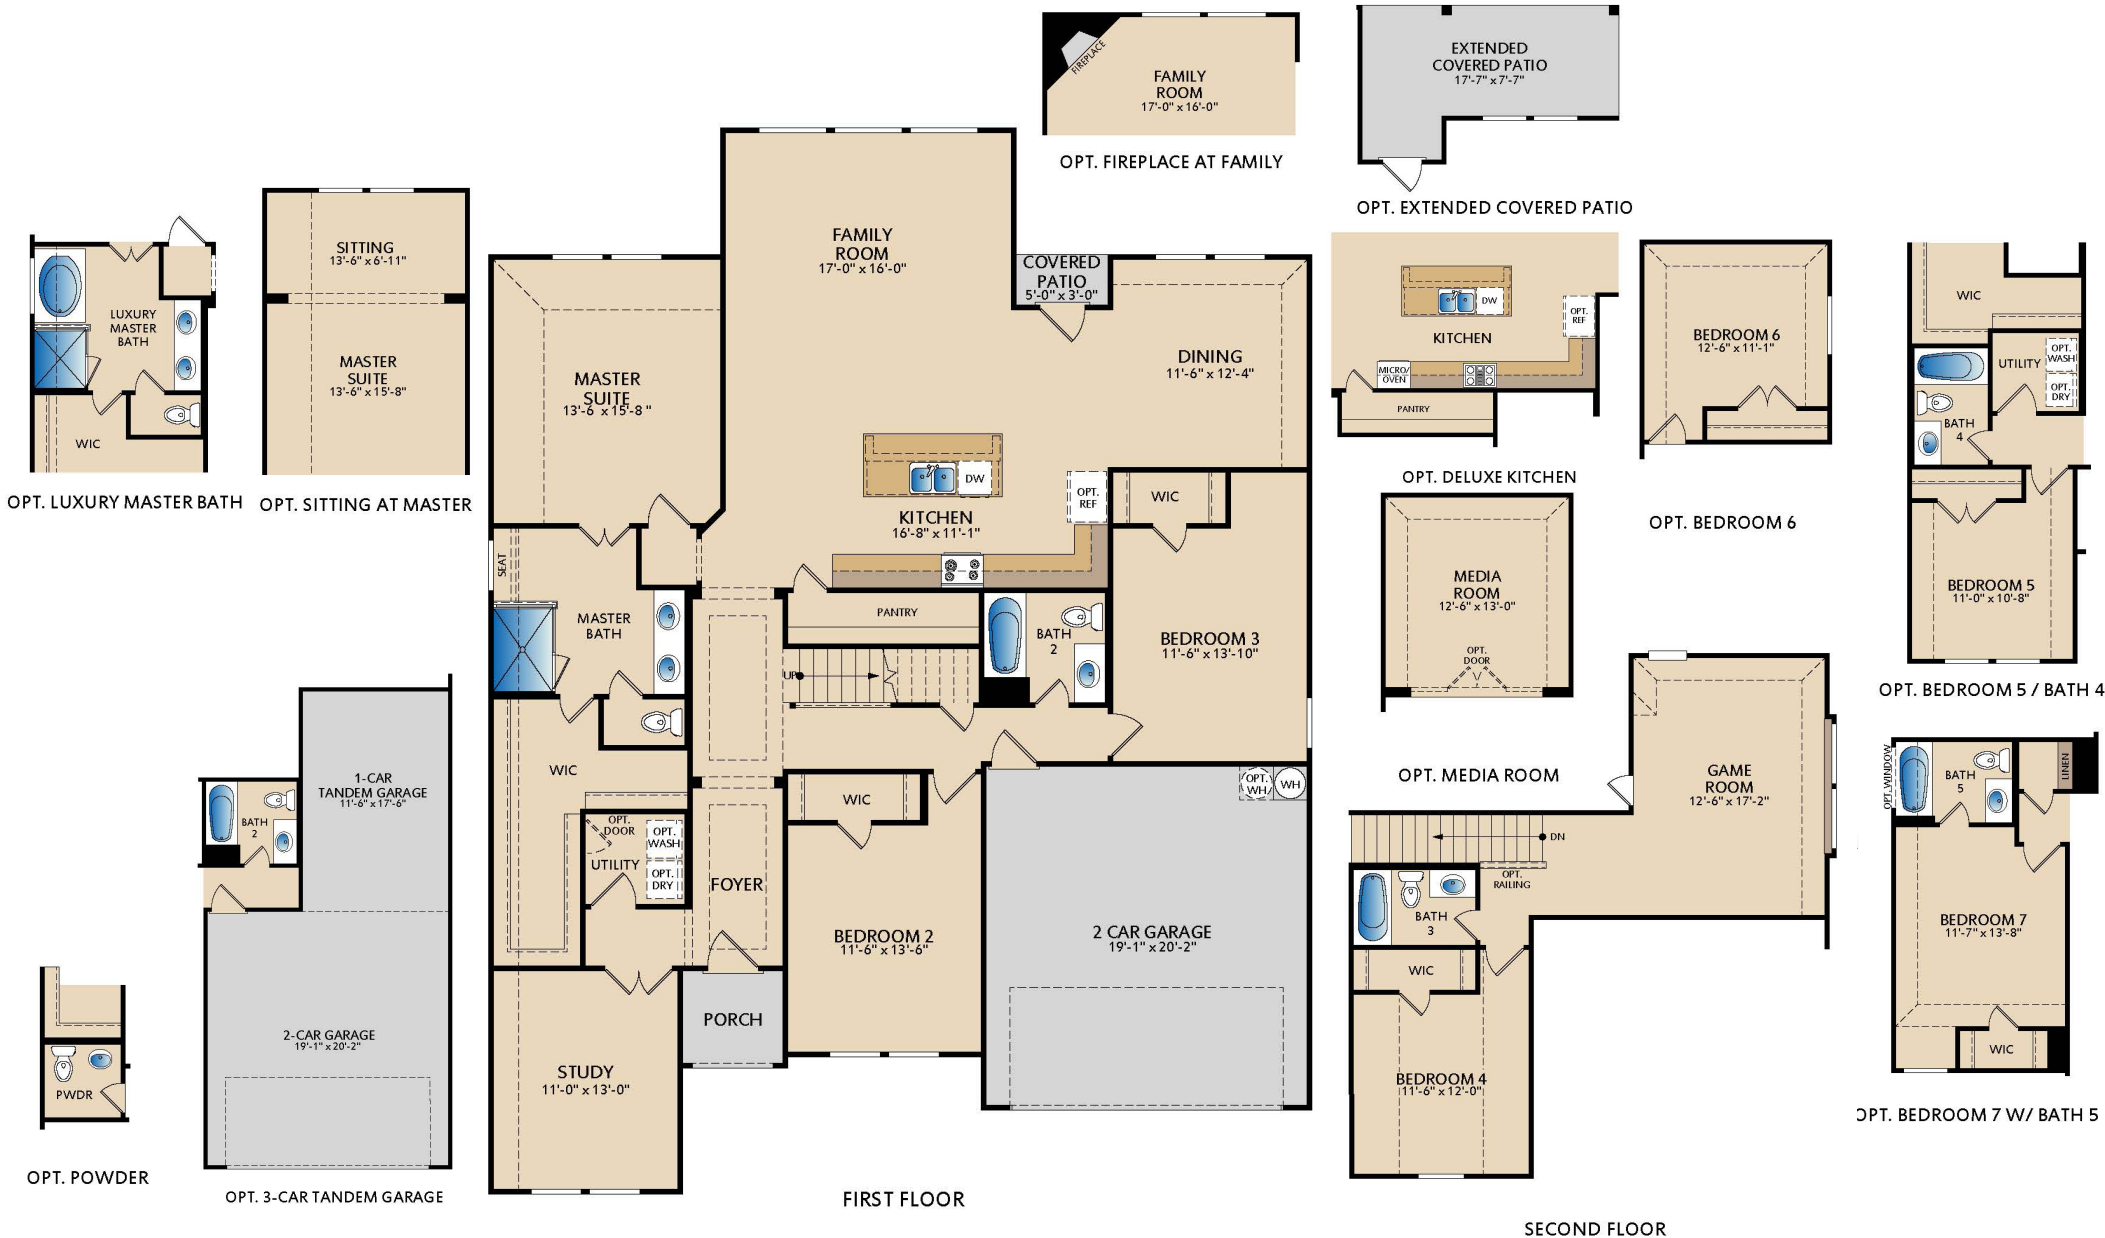 FIREPLACE
FAMILY
ROOM
17'-0" x 16'-0"
OPT. FIREPLACE AT FAMILY
EXTENDED
COVERED PATIO
17'-7" x 7'-7"
OPT. EXTENDED COVERED PATIO
LUXURY
MASTER
BATH
WIC
OPT. LUXURY MASTER BATH
SITTING
13'-6" x 6'-11"
MASTER
SUITE
13'-6" x 15'-8"
OPT. SITTING AT MASTER
FAMILY
ROOM
17'-0" x 16'-0"
COVERED
PATIO
5'-0" x 3'-0"
DINING
11'-6" x 12'-4"
MASTER
SUITE
13'-6 x 15'-8 "
DW
OPT.
REF
KITCHEN
16'-8" x 11'-1"
WIC
SEAT
MASTER
BATH
PANTRY
BATH
2
BEDROOM 3
11'-6" x 13'-10"
UP
WIC
OPT.
DOOR
OPT.
WASH
UTILITY
OPT.
DRY
FOYER
WIC
OPT.
WH
WH
BEDROOM 2
11'-6" x 13'-6"
2 CAR GARAGE
19'-1" x 20'-2"
PORCH
STUDY
11'-0" x 13'-0"
FIRST FLOOR
1-CAR
TANDEM GARAGE
11'-6" x 17'-6"
BATH
2
2-CAR GARAGE
19'-1" x 20'-2"
OPT. 3-CAR TANDEM GARAGE
PWDR
OPT. POWDER
DW
OPT.
REF
KITCHEN
MICRO/
OVEN
PANTRY
OPT. DELUXE KITCHEN
BEDROOM 6
12'-6" x 11'-1"
OPT. BEDROOM 6
WIC
UTILITY
OPT.
WASH
OPT.
DRY
BATH
4
BEDROOM 5
11'-0" x 10'-8"
OPT. BEDROOM 5 / BATH 4
MEDIA
ROOM
12'-6" x 13'-0"
OPT.
DOOR
OPT. MEDIA ROOM
GAME
ROOM
12'-6" x 17'-2"
DN
OPT.
RAILING
BATH
3
WIC
BEDROOM 4
11'-6" x 12'-0"
SECOND FLOOR
OPT. WINDOW
BATH
5
LINEN
BEDROOM 7
11'-7" x 13'-8"
WIC
OPT. BEDROOM 7 W/ BATH 5